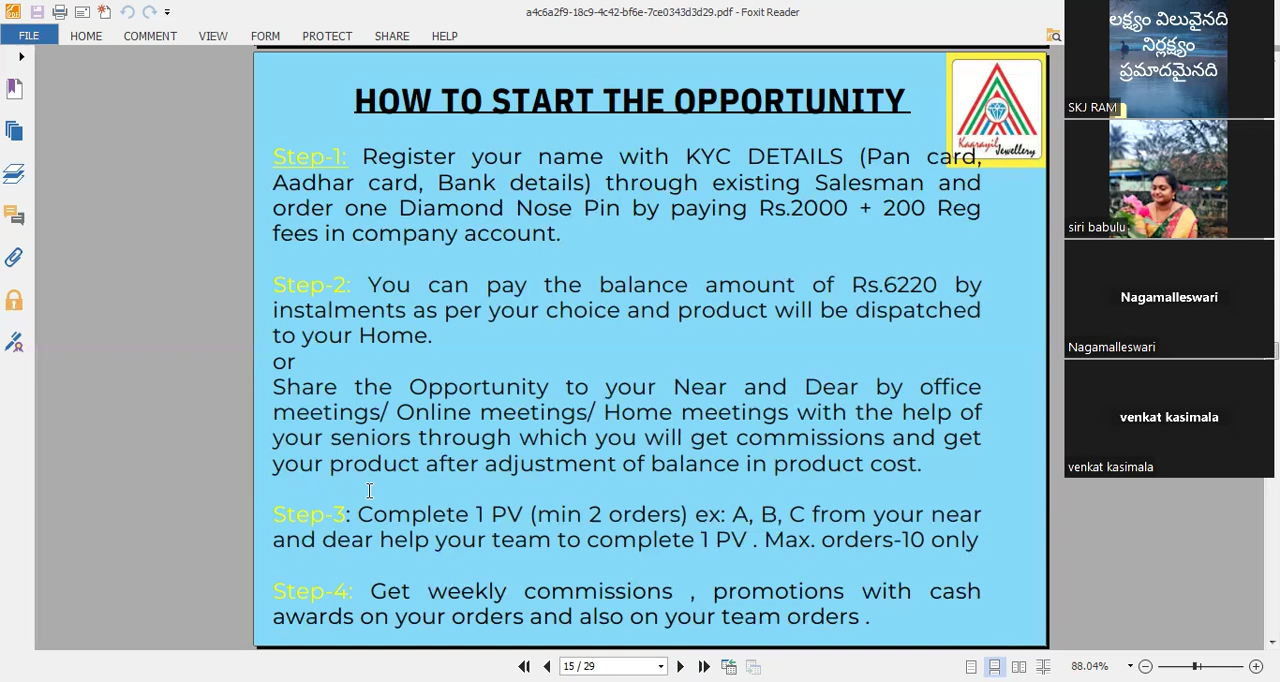 a4c6a2f9-18c9-4c42-bf6e-7ce0343d3d29.pdf - Foxit Reader
FILE HOME COMMENT VIEW FORM PROTECT SHARE HELP
HOW TO START THE OPPORTUNITY
Kaarayil
Jewellery
Step-1: Register your name with KYC DETAILS (Pan card,
Aadhar card, Bank details) through existing Salesman and
order one Diamond Nose Pin by paying Rs.2000 + 200 Reg
fees in company account.
Step-2: You can pay the balance amount of Rs.6220 by
instalments as per your choice and product will be dispatched
to your Home.
or
Share the Opportunity to your Near and Dear by office
meetings/ Online meetings/ Home meetings with the help of
your seniors through which you will get commissions and get
your product after adjustment of balance in product cost.
Step-3: Complete 1 PV (min 2 orders) ex: A, B, C from your near
and dear help your team to complete 1 PV . Max. orders-10 only
Step-4: Get weekly commissions , promotions with cash
awards on your orders and also on your team orders .
15 / 29
88.04%
లక్ష్యం విలువైనది
నిర్లక్ష్యం
ప్రమాదమైనది
SKJ RAM
siri babulu
Nagamalleswari
Nagamalleswari
venkat kasimala
venkat kasimala